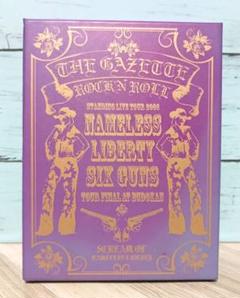 THE GAZETTE
ROCK N ROLL
STANDING LIVE TOUR 2006
NAMELESS
LIBERTY
SIX GUNS
TOUR FINAL AT BUDOKAN
SCREAM OF